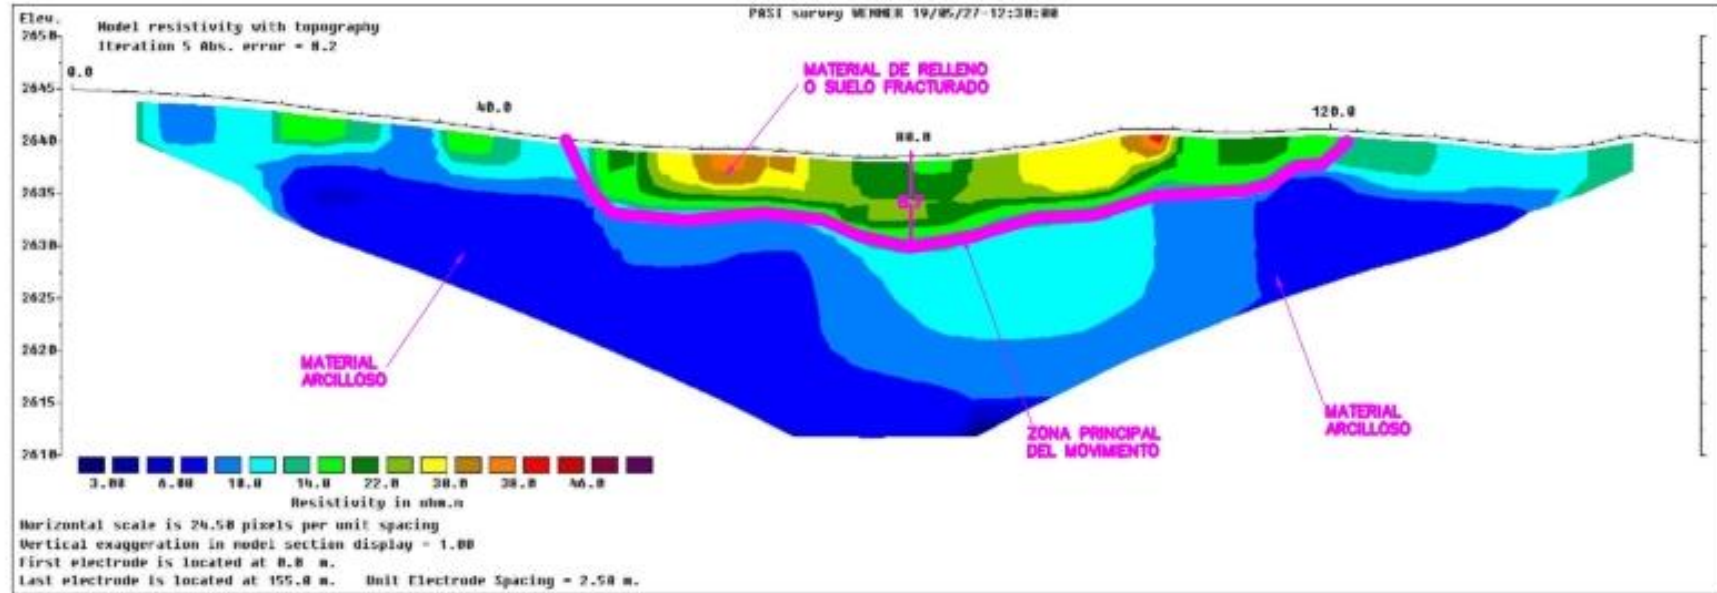 PASI survey WENNER 19/05/27-12:30:00
Elev.
Model resistivity with topography
Iteration 5 Abs. error = 8.2
2650
2645
2640
2635
2630
2625
2620
2615
2610
0.0
40.0
80.0
120.0
MATERIAL DE RELLENO
O SUELO FRACTURADO
MATERIAL
ARCILLOSO
ZONA PRINCIPAL
DEL MOVIMIENTO
MATERIAL
ARCILLOSO
3.00 6.00 10.0 14.0 22.0 30.0 38.0 46.0
Resistivity in ohm.m
Horizontal scale is 24.50 pixels per unit spacing
Vertical exaggeration in model section display = 1.00
First electrode is located at 0.0 m.
Last electrode is located at 155.0 m. Unit Electrode Spacing = 2.50 m.